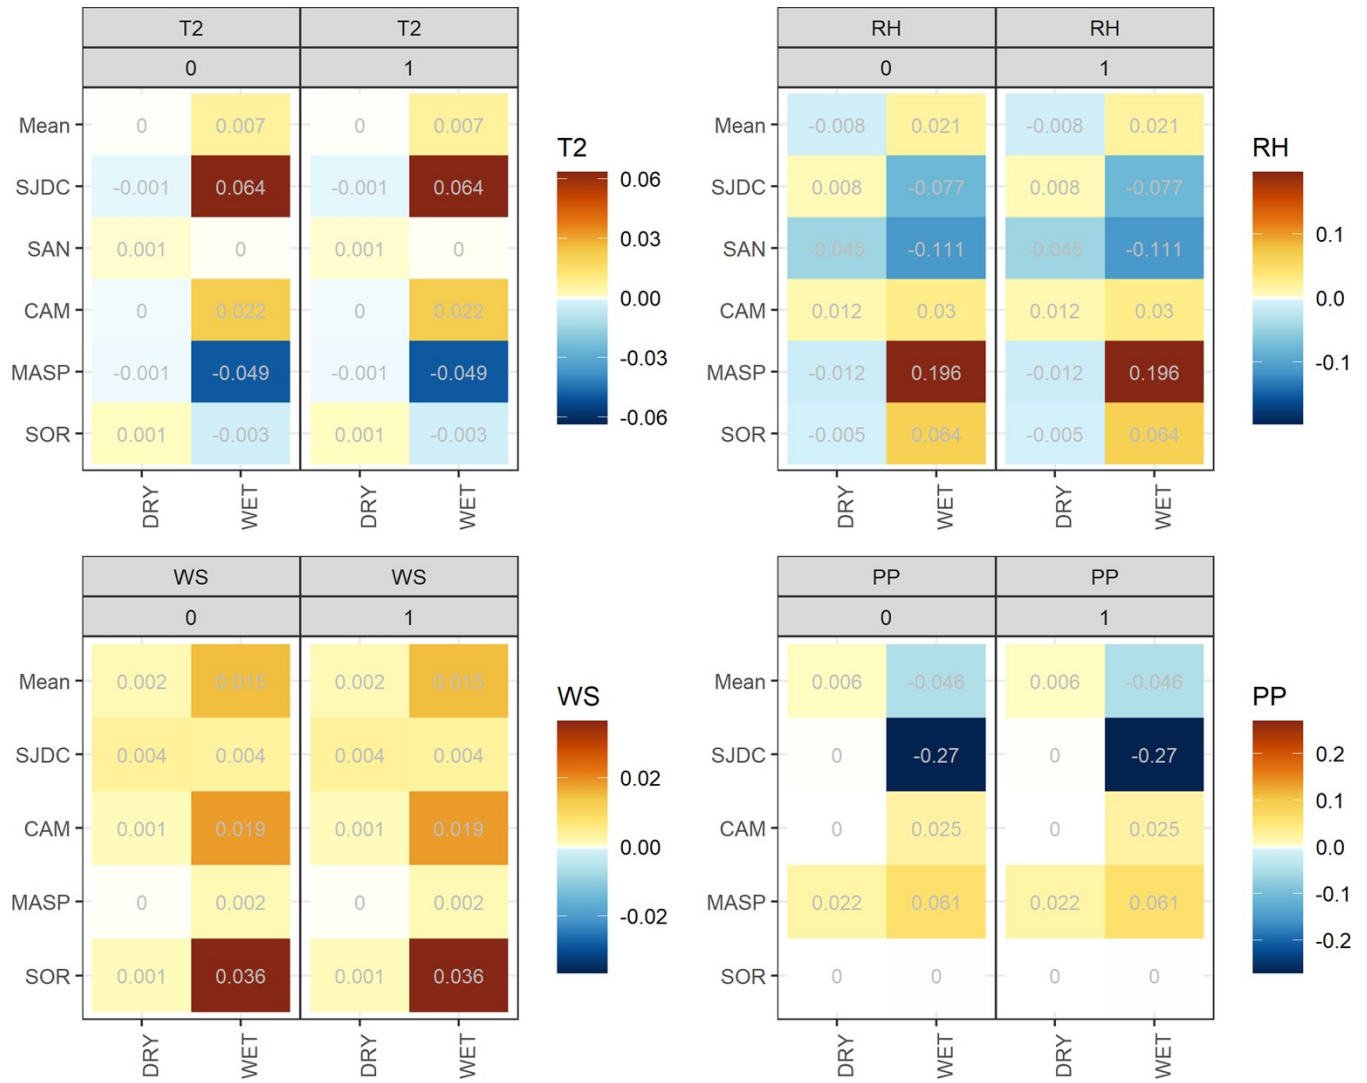 T2 T2
0 1
Mean 0 0.007 0 0.007
SJDC -0.001 0.064 -0.001 0.064
SAN 0.001 0 0.001 0
CAM 0 0.022 0 0.022
MASP -0.001 -0.049 -0.001 -0.049
SOR 0.001 -0.003 0.001 -0.003
DRY WET DRY WET
T2
0.06
0.03
0.00
-0.03
-0.06
RH RH
0 1
Mean -0.008 0.021 -0.008 0.021
SJDC 0.008 -0.077 0.008 -0.077
SAN -0.045 -0.111 -0.045 -0.111
CAM 0.012 0.03 0.012 0.03
MASP -0.012 0.196 -0.012 0.196
SOR -0.005 0.064 -0.005 0.064
DRY WET DRY WET
RH
0.1
0.0
-0.1
WS WS
0 1
Mean 0.002 0.015 0.002 0.015
SJDC 0.004 0.004 0.004 0.004
CAM 0.001 0.019 0.001 0.019
MASP 0 0.002 0 0.002
SOR 0.001 0.036 0.001 0.036
DRY WET DRY WET
WS
0.02
0.00
-0.02
PP PP
0 1
Mean 0.006 -0.046 0.006 -0.046
SJDC 0 -0.27 0 -0.27
CAM 0 0.025 0 0.025
MASP 0.022 0.061 0.022 0.061
SOR 0 0 0 0
DRY WET DRY WET
PP
0.2
0.1
0.0
-0.1
-0.2